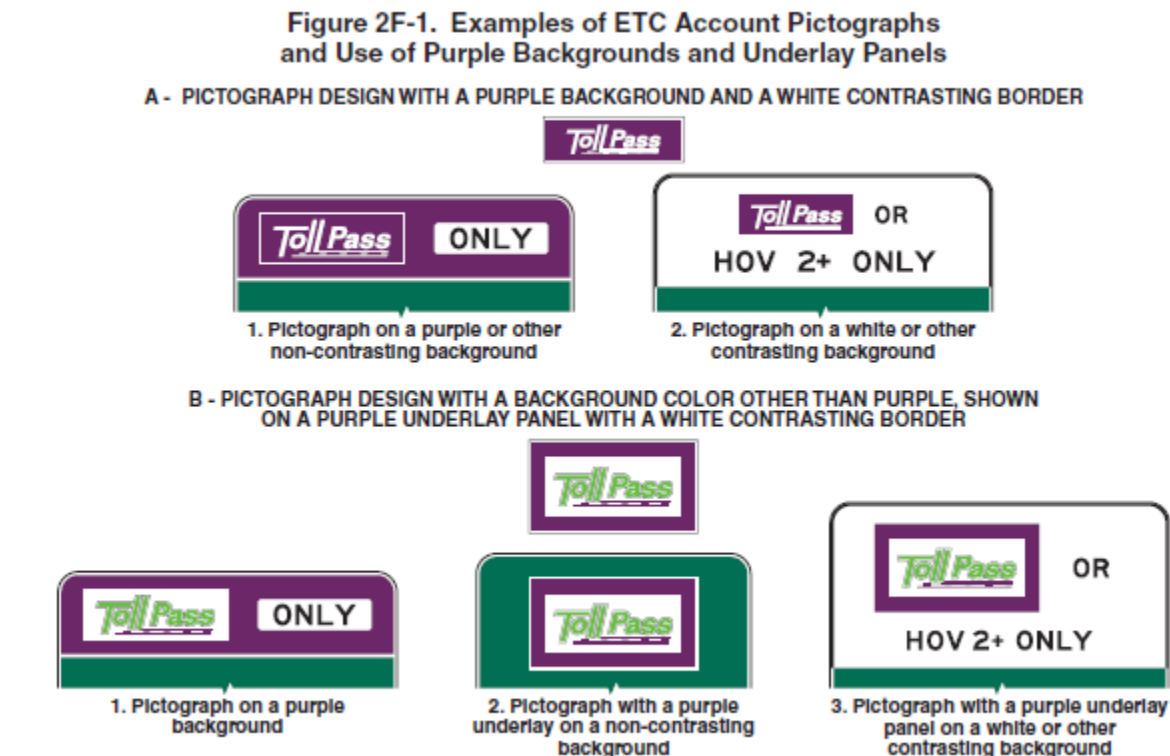 Figure 2F-1. Examples of ETC Account Pictographs
and Use of Purple Backgrounds and Underlay Panels
A - PICTOGRAPH DESIGN WITH A PURPLE BACKGROUND AND A WHITE CONTRASTING BORDER
Toll Pass
Toll Pass ONLY
Toll Pass OR
HOV 2+ ONLY
1. Pictograph on a purple or other
non-contrasting background
2. Pictograph on a white or other
contrasting background
B - PICTOGRAPH DESIGN WITH A BACKGROUND COLOR OTHER THAN PURPLE, SHOWN
ON A PURPLE UNDERLAY PANEL WITH A WHITE CONTRASTING BORDER
Toll Pass
Toll Pass ONLY
Toll Pass
Toll Pass OR
HOV 2+ ONLY
1. Pictograph on a purple
background
2. Pictograph with a purple
underlay on a non-contrasting
background
3. Pictograph with a purple underlay
panel on a white or other
contrasting background